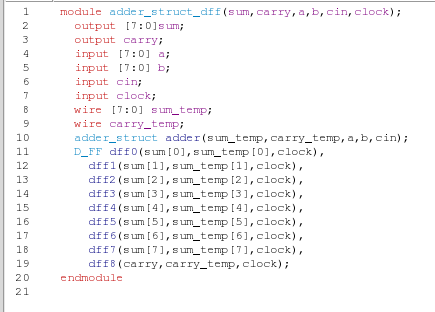 1 module adder_struct_dff(sum,carry,a,b,cin,clock);
2 output [7:0]sum;
3 output carry;
4 input [7:0] a;
5 input [7:0] b;
6 input cin;
7 input clock;
8 wire [7:0] sum_temp;
9 wire carry_temp;
10 adder_struct adder(sum_temp,carry_temp,a,b,cin);
11 D_FF dff0(sum[0],sum_temp[0],clock),
12 dff1(sum[1],sum_temp[1],clock),
13 dff2(sum[2],sum_temp[2],clock),
14 dff3(sum[3],sum_temp[3],clock),
15 dff4(sum[4],sum_temp[4],clock),
16 dff5(sum[5],sum_temp[5],clock),
17 dff6(sum[6],sum_temp[6],clock),
18 dff7(sum[7],sum_temp[7],clock),
19 dff8(carry,carry_temp,clock);
20 endmodule
21